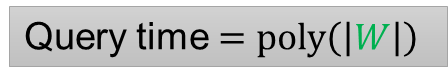 Query time = poly(|W|)